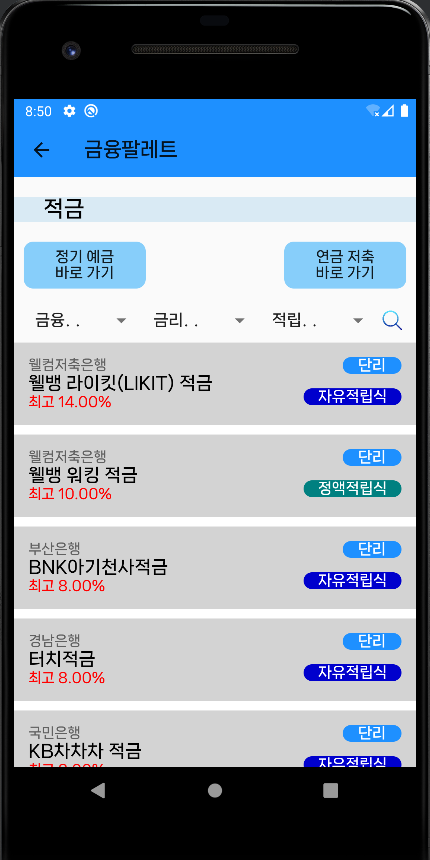 8:50
금융팔레트
적금
정기 예금
바로 가기
연금 저축
바로 가기
금융. .
금리. .
적립. .
웰컴저축은행
단리
웰뱅 라이킷(LIKIT) 적금
최고 14.00%
자유적립식
웰컴저축은행
단리
웰뱅 워킹 적금
최고 10.00%
정액적립식
부산은행
단리
BNK아기천사적금
최고 8.00%
자유적립식
경남은행
단리
터치적금
최고 8.00%
자유적립식
국민은행
단리
KB차차차 적금
자유적립식